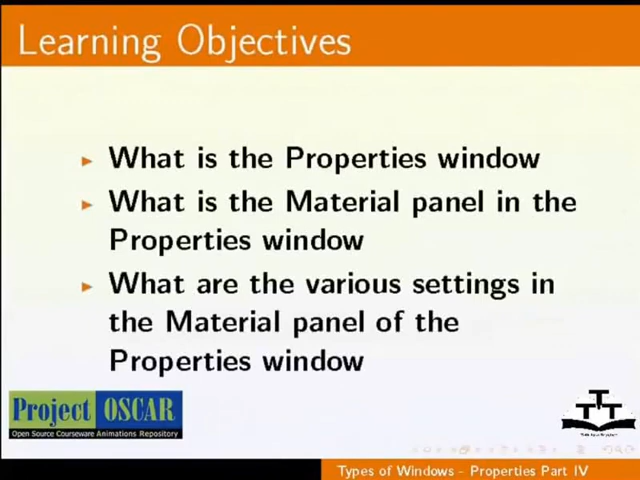 Learning Objectives
What is the Properties window
What is the Material panel in the
Properties window
What are the various settings in
the Material panel of the
Properties window
Project OSCAR
Open Source Courseware Animations Repository
TTT
Types of Windows - Properties Part IV